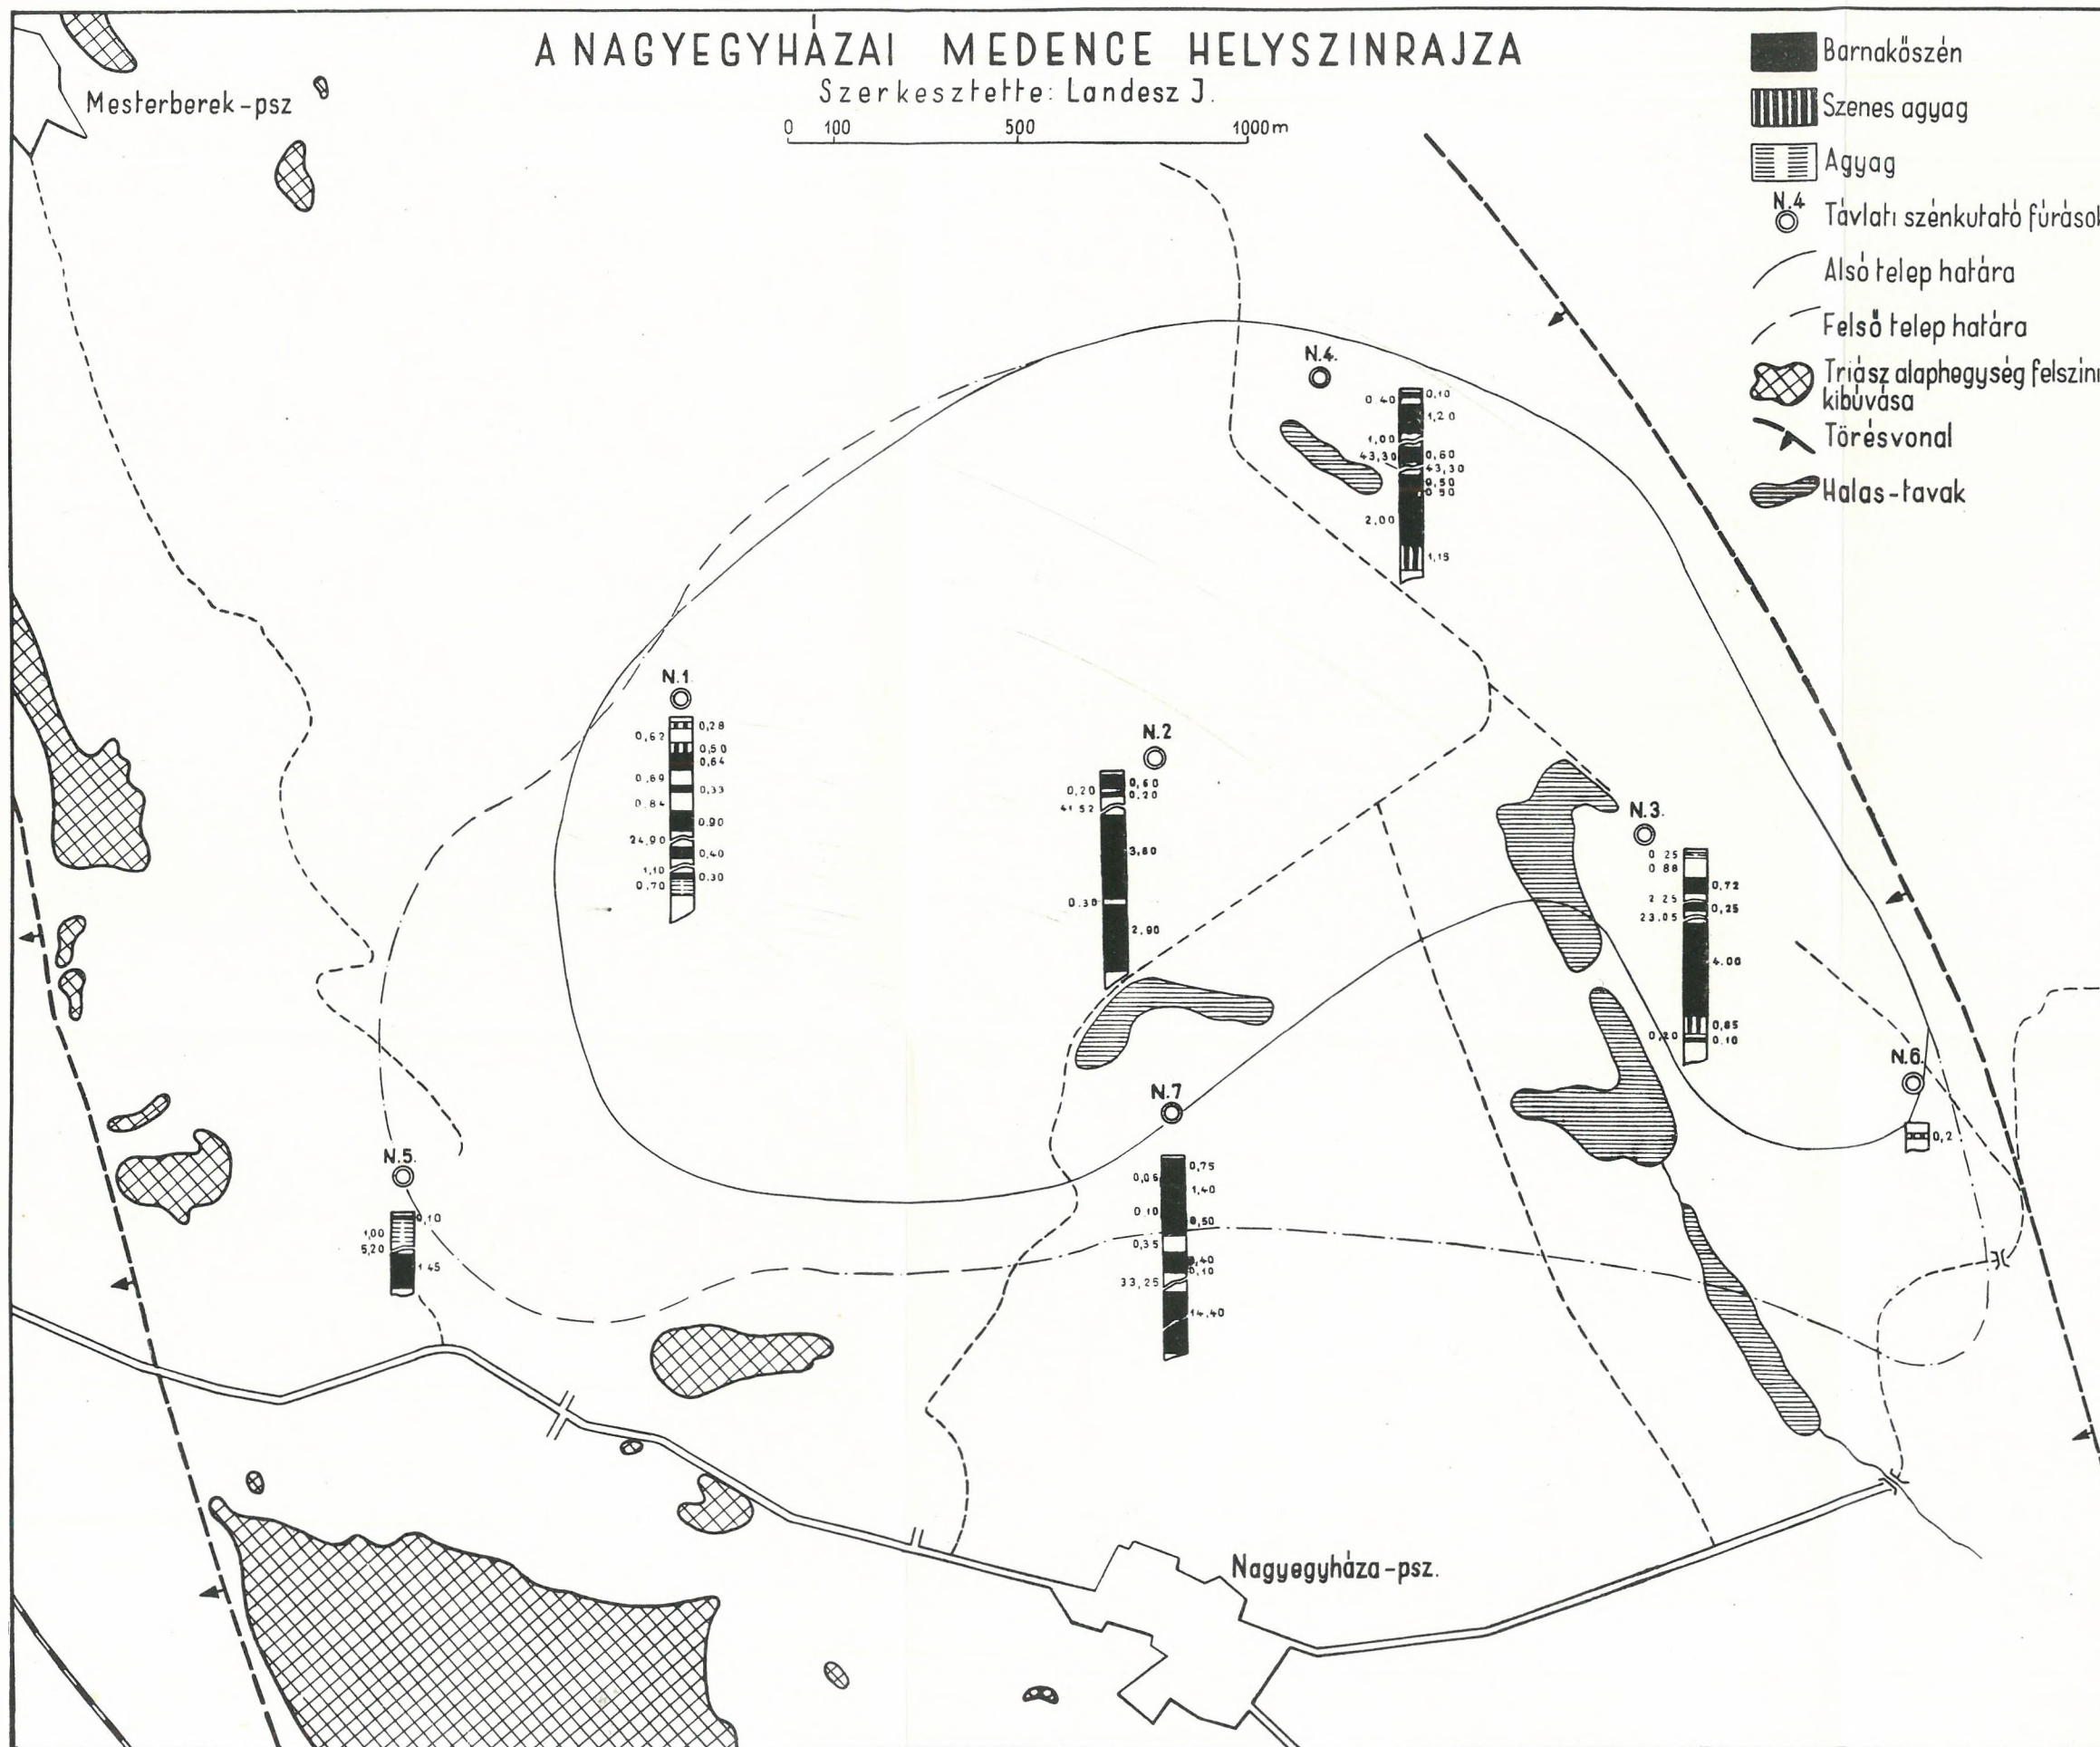 A NAGYEGYHÁZAI MEDENCE HELYSZINRAJZA
Szerkesztette: Landesz J.
0 100 500 1000m
Mesterberek-psz
Barnakőszén
Szenes agyag
Agyag
N.4
Távlati szénkutató fúrások
Alsó telep határa
Felső telep határa
Triász alaphegység felszíni
kibúvása
Törésvonal
Halas-tavak
N.4.
0.40 0,10
1,20
1,00
43,30 0,60
43,30
0,50
2,00
1,15
N.1
0,28
0,62
0,50
0,64
0,69
0,33
0,84
0,90
24,90
0,40
1,10
0.30
0,70
N.2
0,60
0,20 0,20
41 52
3,80
0.30
2,90
N.3.
0 25
0 88
0,72
2 25
0,25
23.05
4.00
0,85
0,20 0,10
N.6.
0,2
N.7
0,75
0,05
1,40
0,10
0,50
0,35
0,40
0,10
33,25
14,40
N.5.
0,10
1,00
5,20
1 45
Nagyegyháza-psz.